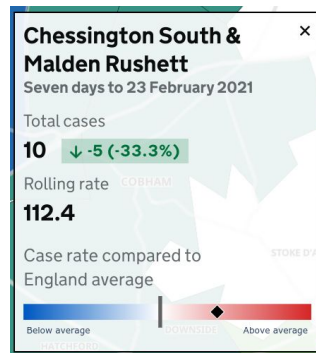 Chessington South & ×
Malden Rushett
Seven days to 23 February 2021
Total cases
10 ↓ -5 (-33.3%)
Rolling rate
COBHAM
112.4
Case rate compared to
STOKE D'A
England average
Below average DOWNSIDE Above average
HATCHFORD